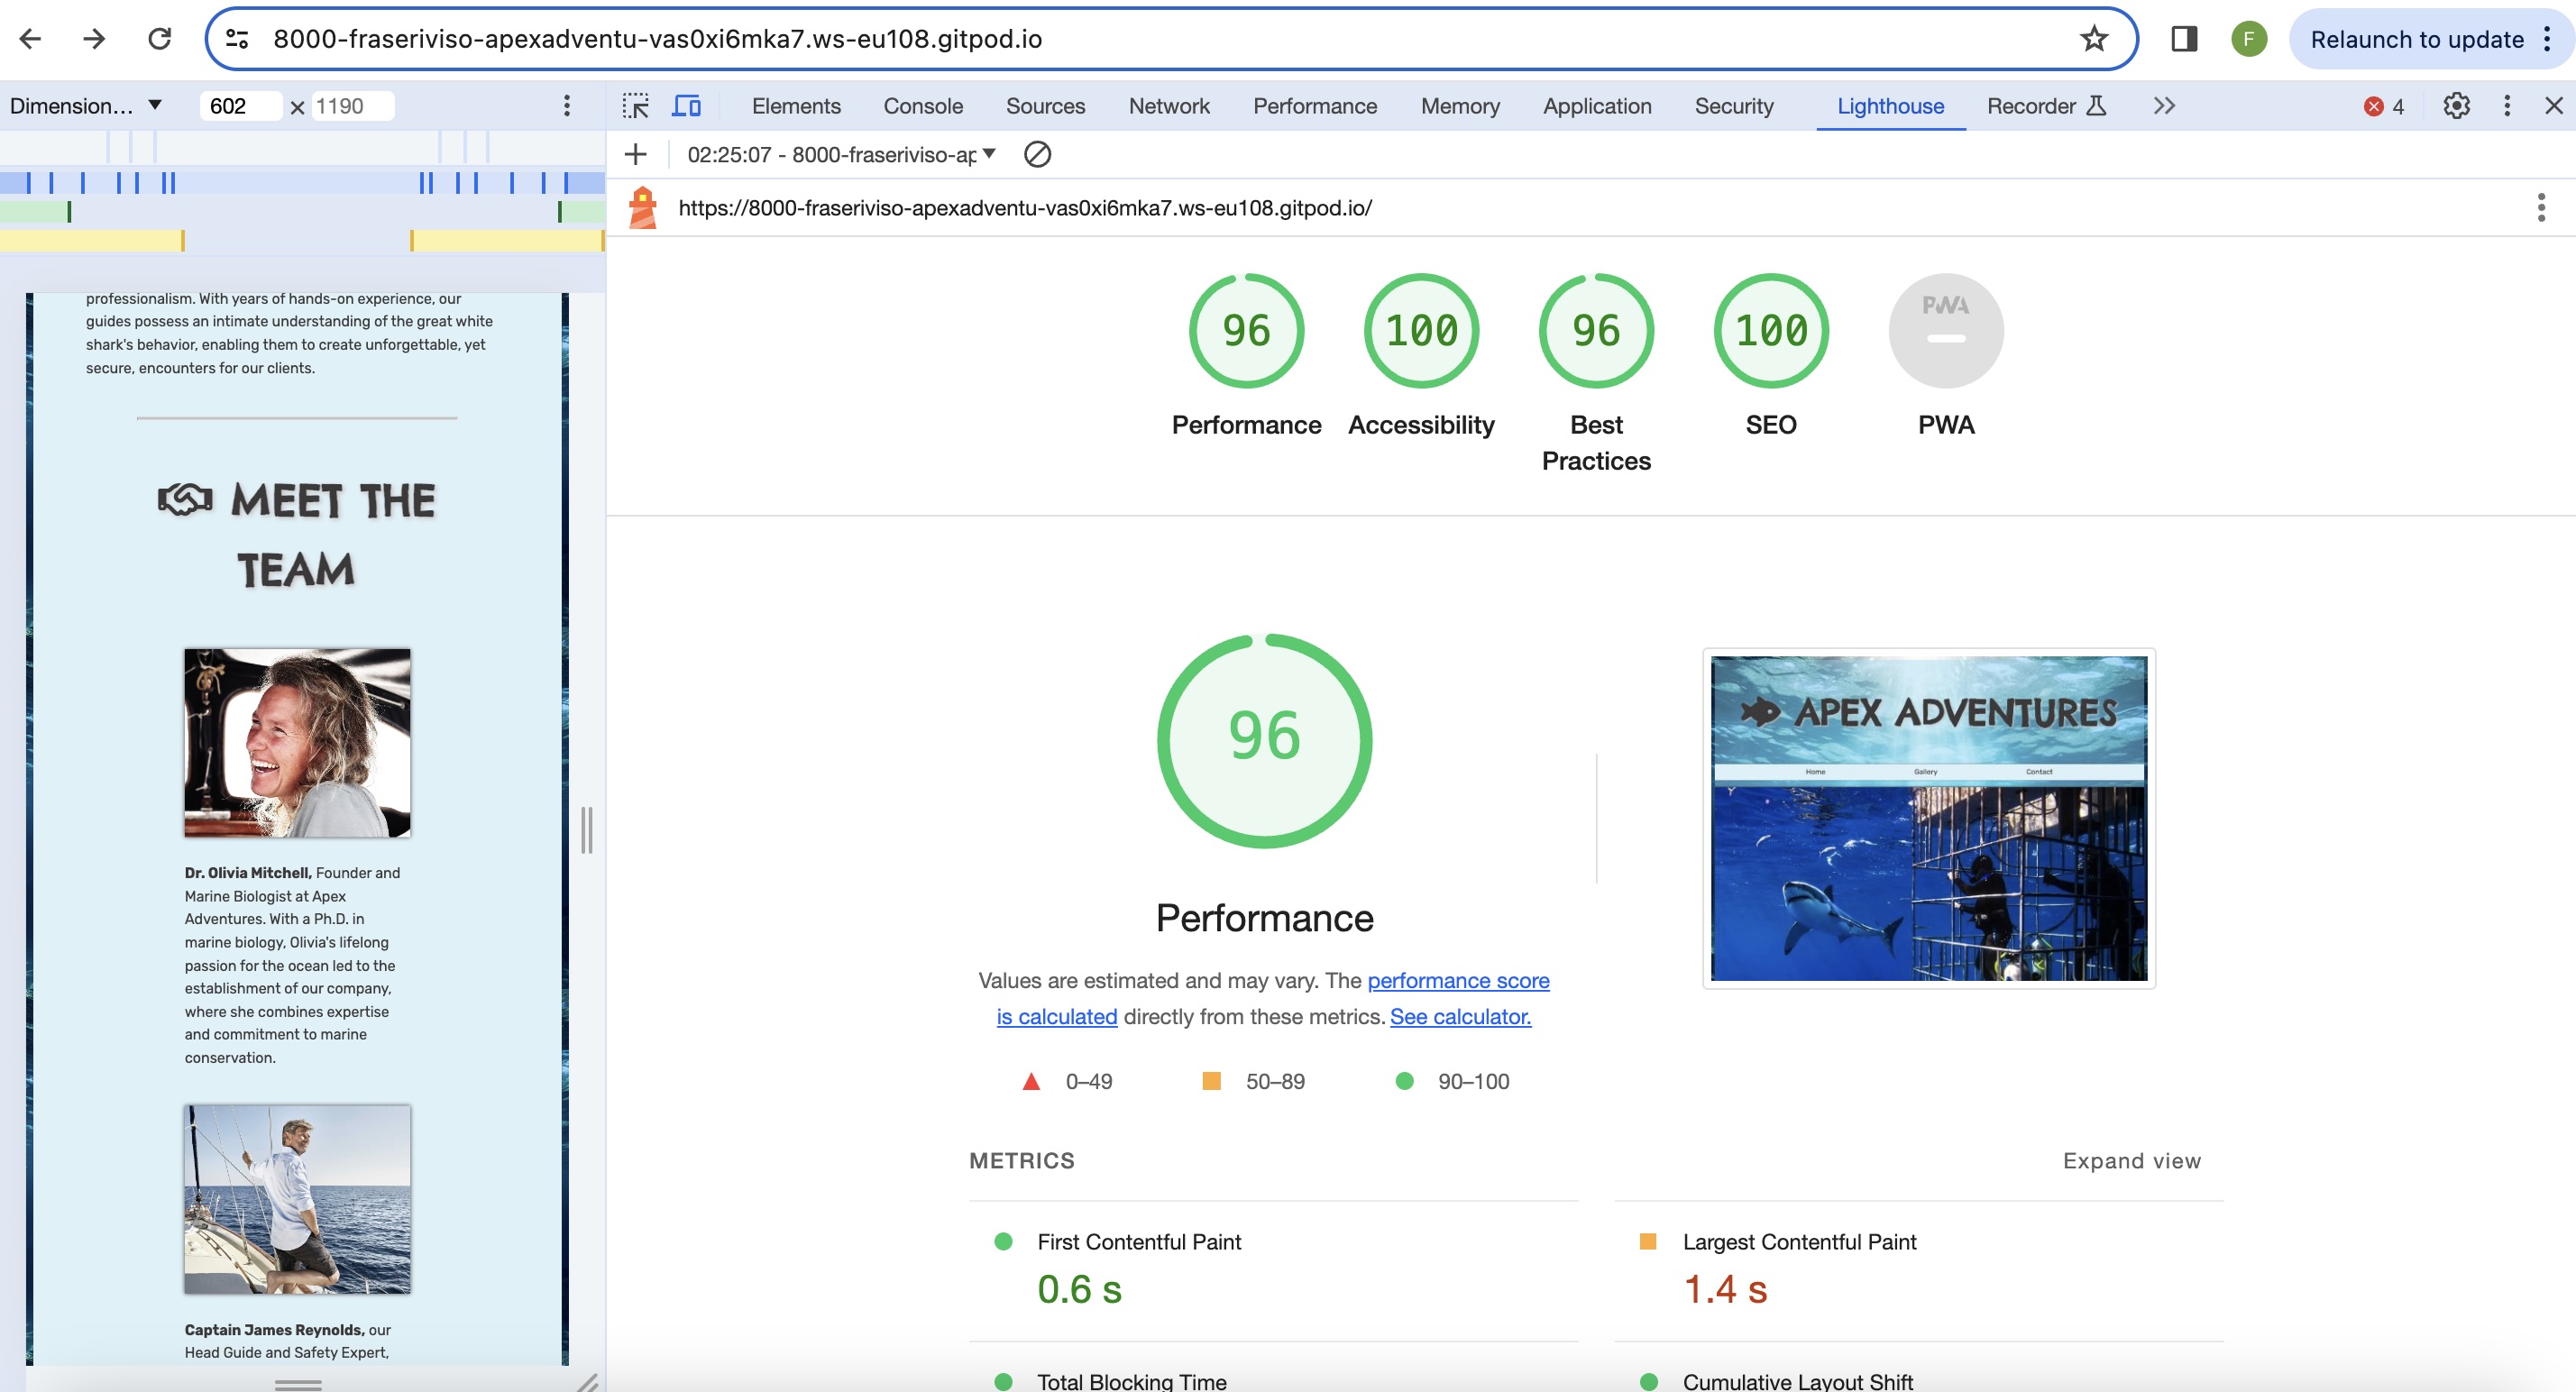 8000-fraseriviso-apexadventu-vas0xi6mka7.ws-eu108.gitpod.io
F
Relaunch to update
Dimension...
602 × 1190
Elements
Console
Sources
Network
Performance
Memory
Application
Security
Lighthouse
Recorder
4
02:25:07 - 8000-fraseriviso-ap
https://8000-fraseriviso-apexadventu-vas0xi6mka7.ws-eu108.gitpod.io/
professionalism. With years of hands-on experience, our
guides possess an intimate understanding of the great white
shark's behavior, enabling them to create unforgettable, yet
secure, encounters for our clients.
MEET THE
TEAM
Dr. Olivia Mitchell, Founder and
Marine Biologist at Apex
Adventures. With a Ph.D. in
marine biology, Olivia's lifelong
passion for the ocean led to the
establishment of our company,
where she combines expertise
and commitment to marine
conservation.
Captain James Reynolds, our
Head Guide and Safety Expert,
96
Performance
100
Accessibility
96
Best
Practices
100
SEO
PWA
PWA
96
Performance
Values are estimated and may vary. The performance score
is calculated directly from these metrics. See calculator.
0–49
50–89
90–100
APEX ADVENTURES
Home
Gallery
Contact
METRICS
Expand view
First Contentful Paint
0.6 s
Largest Contentful Paint
1.4 s
Total Blocking Time
Cumulative Layout Shift